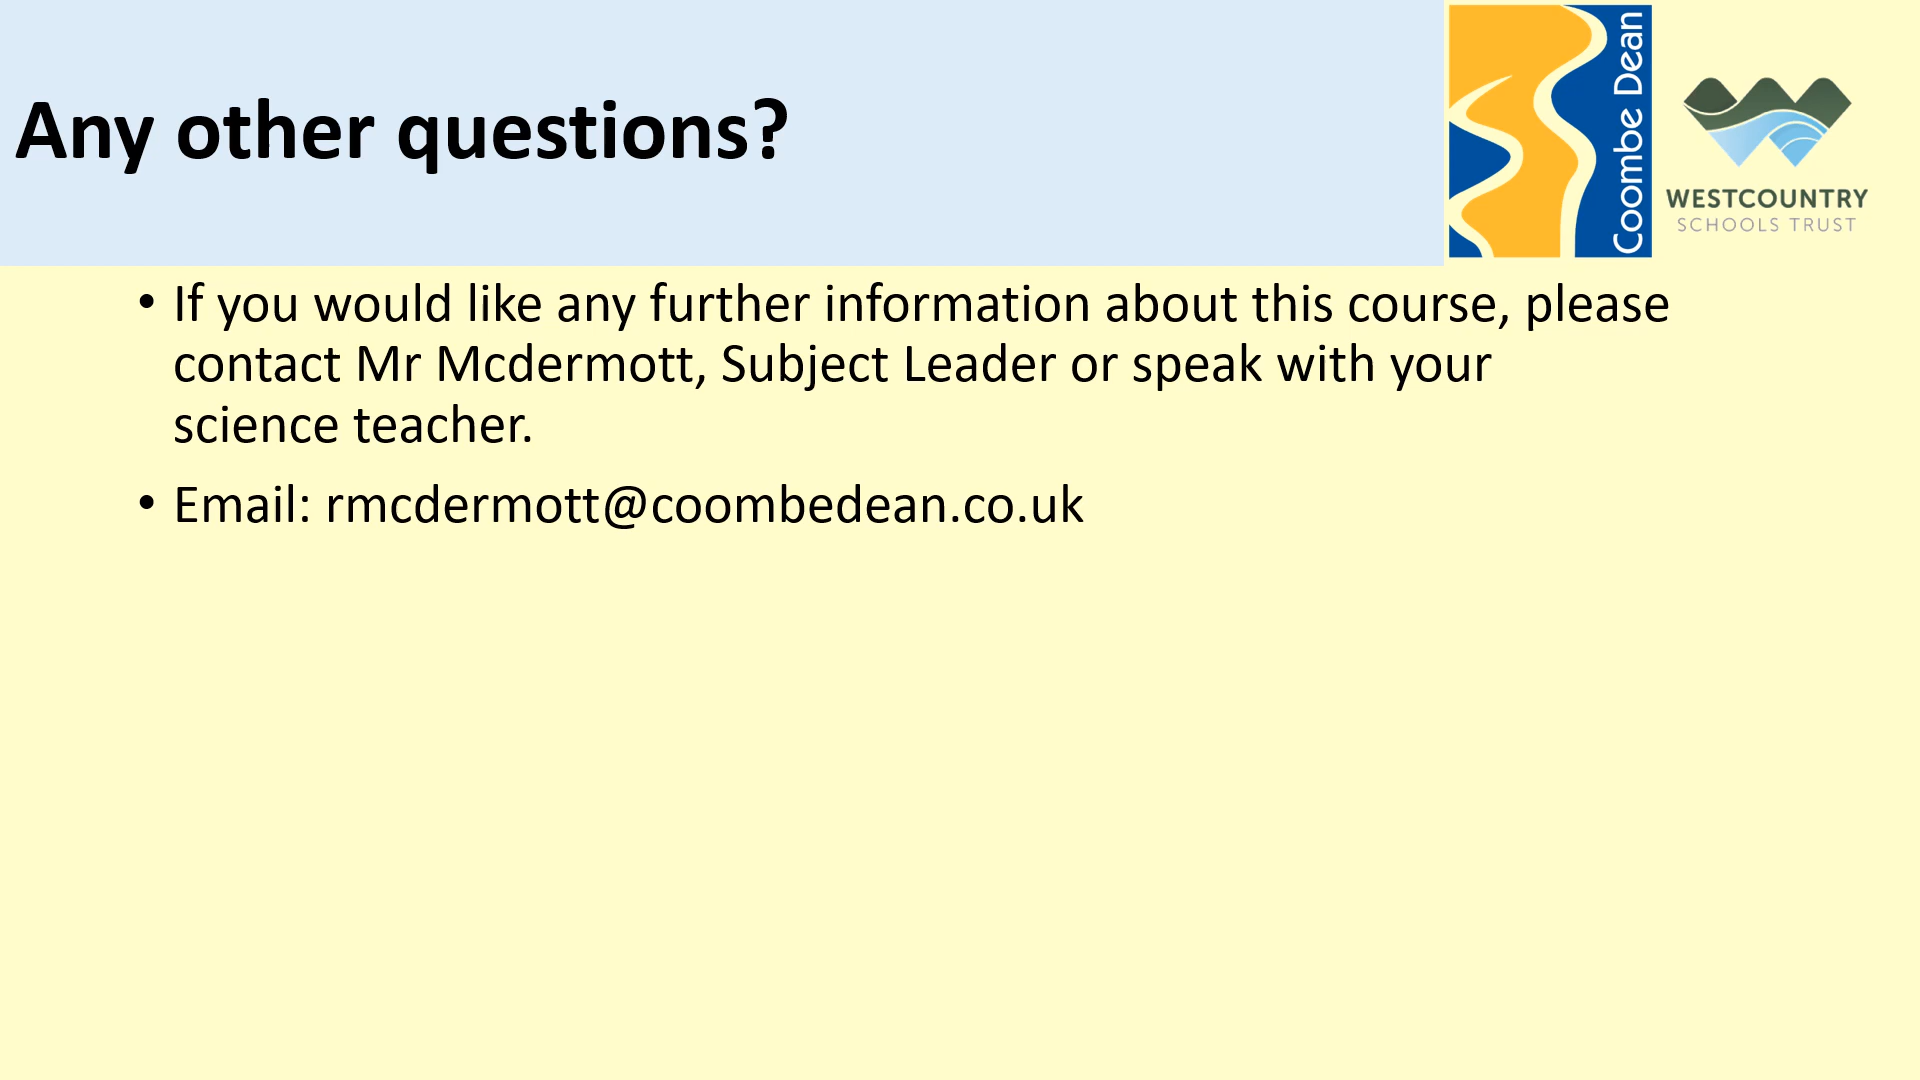 Any other questions?
Coombe Dean
WESTCOUNTRY
SCHOOLS TRUST
• If you would like any further information about this course, please
contact Mr Mcdermott, Subject Leader or speak with your
science teacher.
• Email: rmcdermott@coombedean.co.uk